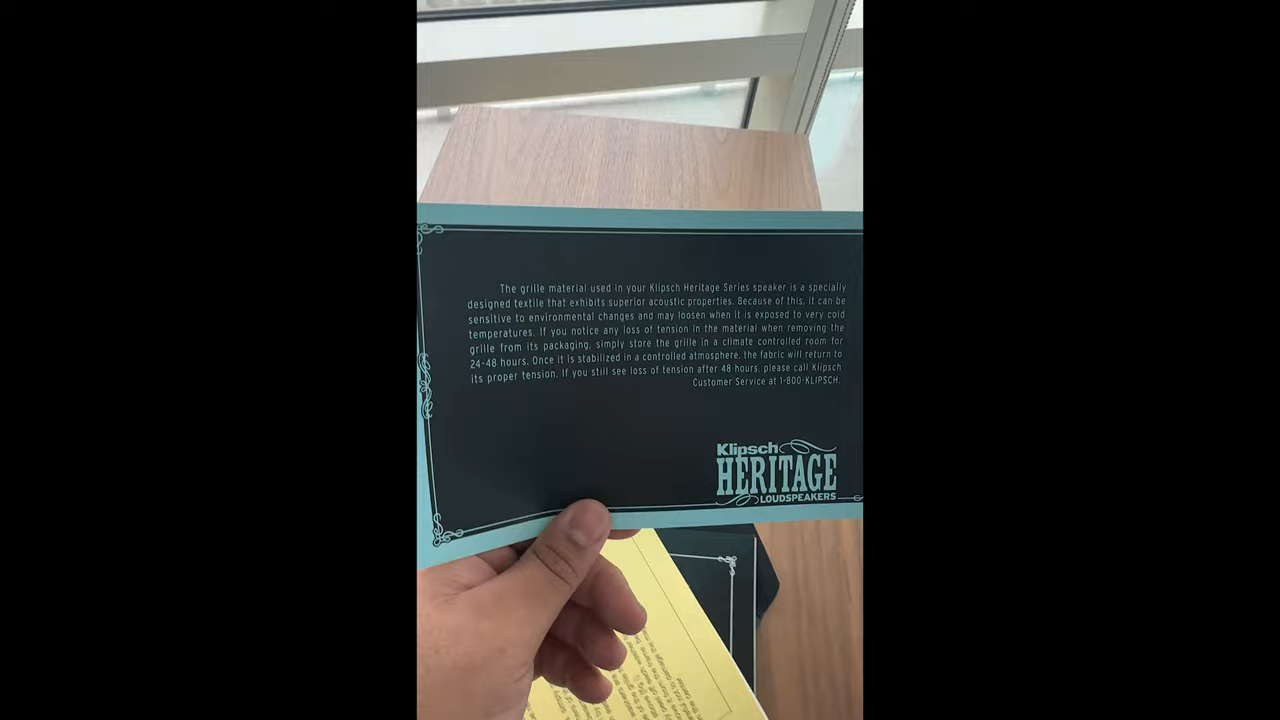 The grille material used in your Klipsch Heritage Series speaker is a specially
designed textile that exhibits superior acoustic properties. Because of this, it can be
sensitive to environmental changes and may loosen when it is exposed to very cold
temperatures. If you notice any loss of tension in the material when removing the
grille from its packaging, simply store the grille in a climate controlled room for
24-48 hours. Once it is stabilized in a controlled atmosphere, the fabric will return to
its proper tension. If you still see loss of tension after 48 hours, please call Klipsch
Customer Service at 1-800-KLIPSCH.
Klipsch
HERITAGE
LOUDSPEAKERS